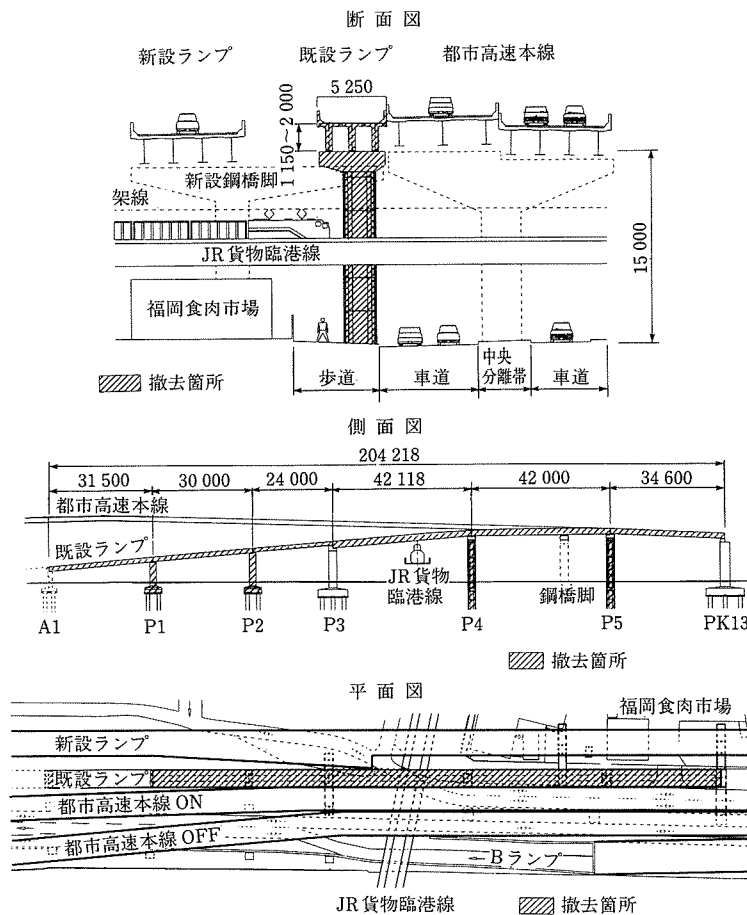 断面図
新設ランプ 既設ランプ 都市高速本線
5 250
1 150～2 000
新設鋼橋脚
架線
JR貨物臨港線
15 000
福岡食肉市場
撤去箇所
歩道 車道 中央分離帯 車道
側面図
204 218
31 500 30 000 24 000 42 118 42 000 34 600
都市高速本線
既設ランプ
JR貨物臨港線
鋼橋脚
A1 P1 P2 P3 P4 P5 PK13
撤去箇所
平面図
福岡食肉市場
新設ランプ
既設ランプ
都市高速本線ON
都市高速本線OFF
Bランプ
JR貨物臨港線 撤去箇所